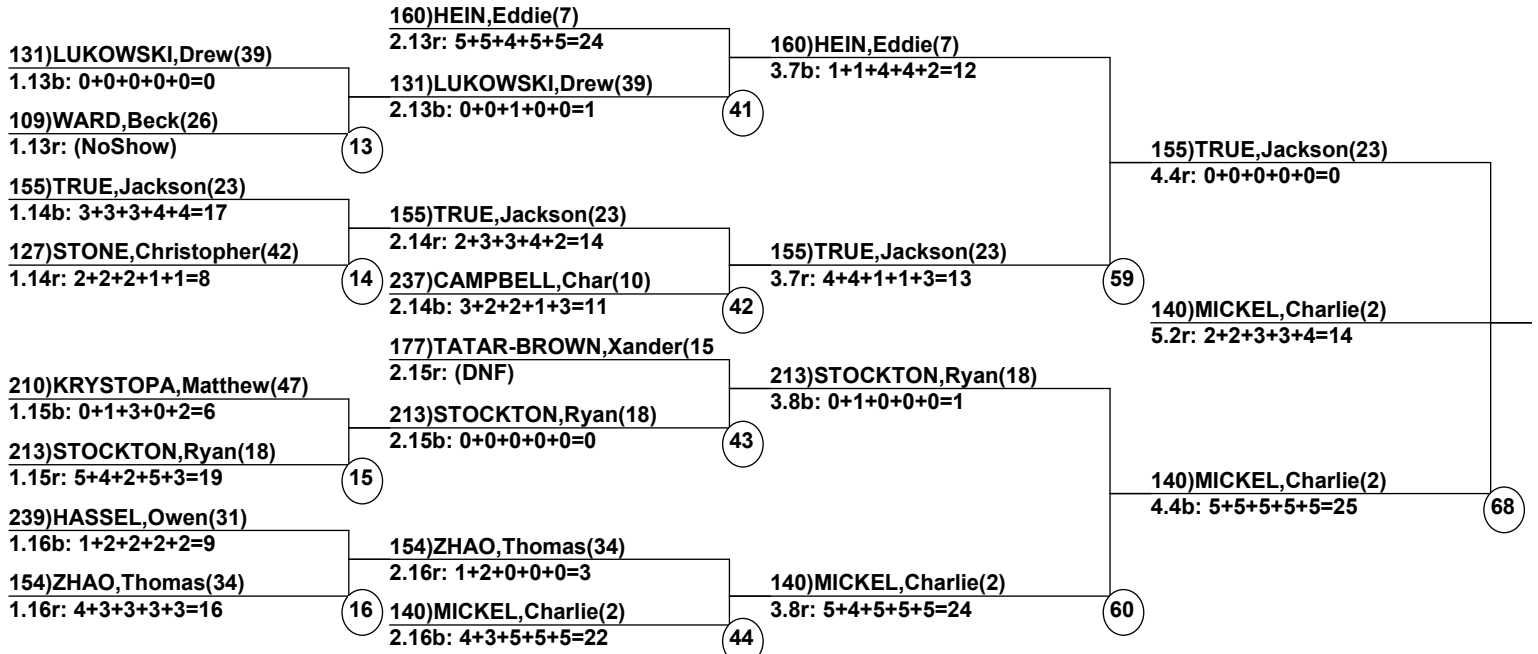 131)LUKOWSKI,Drew(39)
1.13b: 0+0+0+0+0=0
109)WARD,Beck(26)
1.13r: (NoShow)
13
155)TRUE,Jackson(23)
1.14b: 3+3+3+4+4=17
127)STONE,Christopher(42)
1.14r: 2+2+2+1+1=8
14
210)KRYSTOPA,Matthew(47)
1.15b: 0+1+3+0+2=6
213)STOCKTON,Ryan(18)
1.15r: 5+4+2+5+3=19
15
239)HASSEL,Owen(31)
1.16b: 1+2+2+2+2=9
154)ZHAO,Thomas(34)
1.16r: 4+3+3+3+3=16
16
160)HEIN,Eddie(7)
2.13r: 5+5+4+5+5=24
131)LUKOWSKI,Drew(39)
2.13b: 0+0+1+0+0=1
41
155)TRUE,Jackson(23)
2.14r: 2+3+3+4+2=14
237)CAMPBELL,Char(10)
2.14b: 3+2+2+1+3=11
42
177)TATAR-BROWN,Xander(15
2.15r: (DNF)
213)STOCKTON,Ryan(18)
2.15b: 0+0+0+0+0=0
43
154)ZHAO,Thomas(34)
2.16r: 1+2+0+0+0=3
140)MICKEL,Charlie(2)
2.16b: 4+3+5+5+5=22
44
160)HEIN,Eddie(7)
3.7b: 1+1+4+4+2=12
155)TRUE,Jackson(23)
3.7r: 4+4+1+1+3=13
59
213)STOCKTON,Ryan(18)
3.8b: 0+1+0+0+0=1
140)MICKEL,Charlie(2)
3.8r: 5+4+5+5+5=24
60
155)TRUE,Jackson(23)
4.4r: 0+0+0+0+0=0
140)MICKEL,Charlie(2)
5.2r: 2+2+3+3+4=14
140)MICKEL,Charlie(2)
4.4b: 5+5+5+5+5=25
68